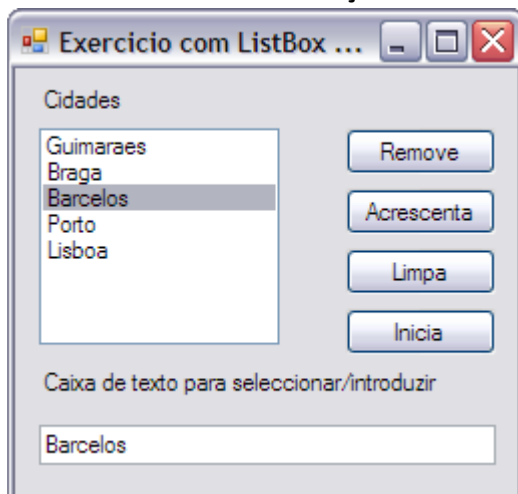 Exercicio com ListBox ...
Cidades
Guimaraes
Braga
Barcelos
Porto
Lisboa
Remove
Acrescenta
Limpa
Inicia
Caixa de texto para seleccionar/introduzir
Barcelos